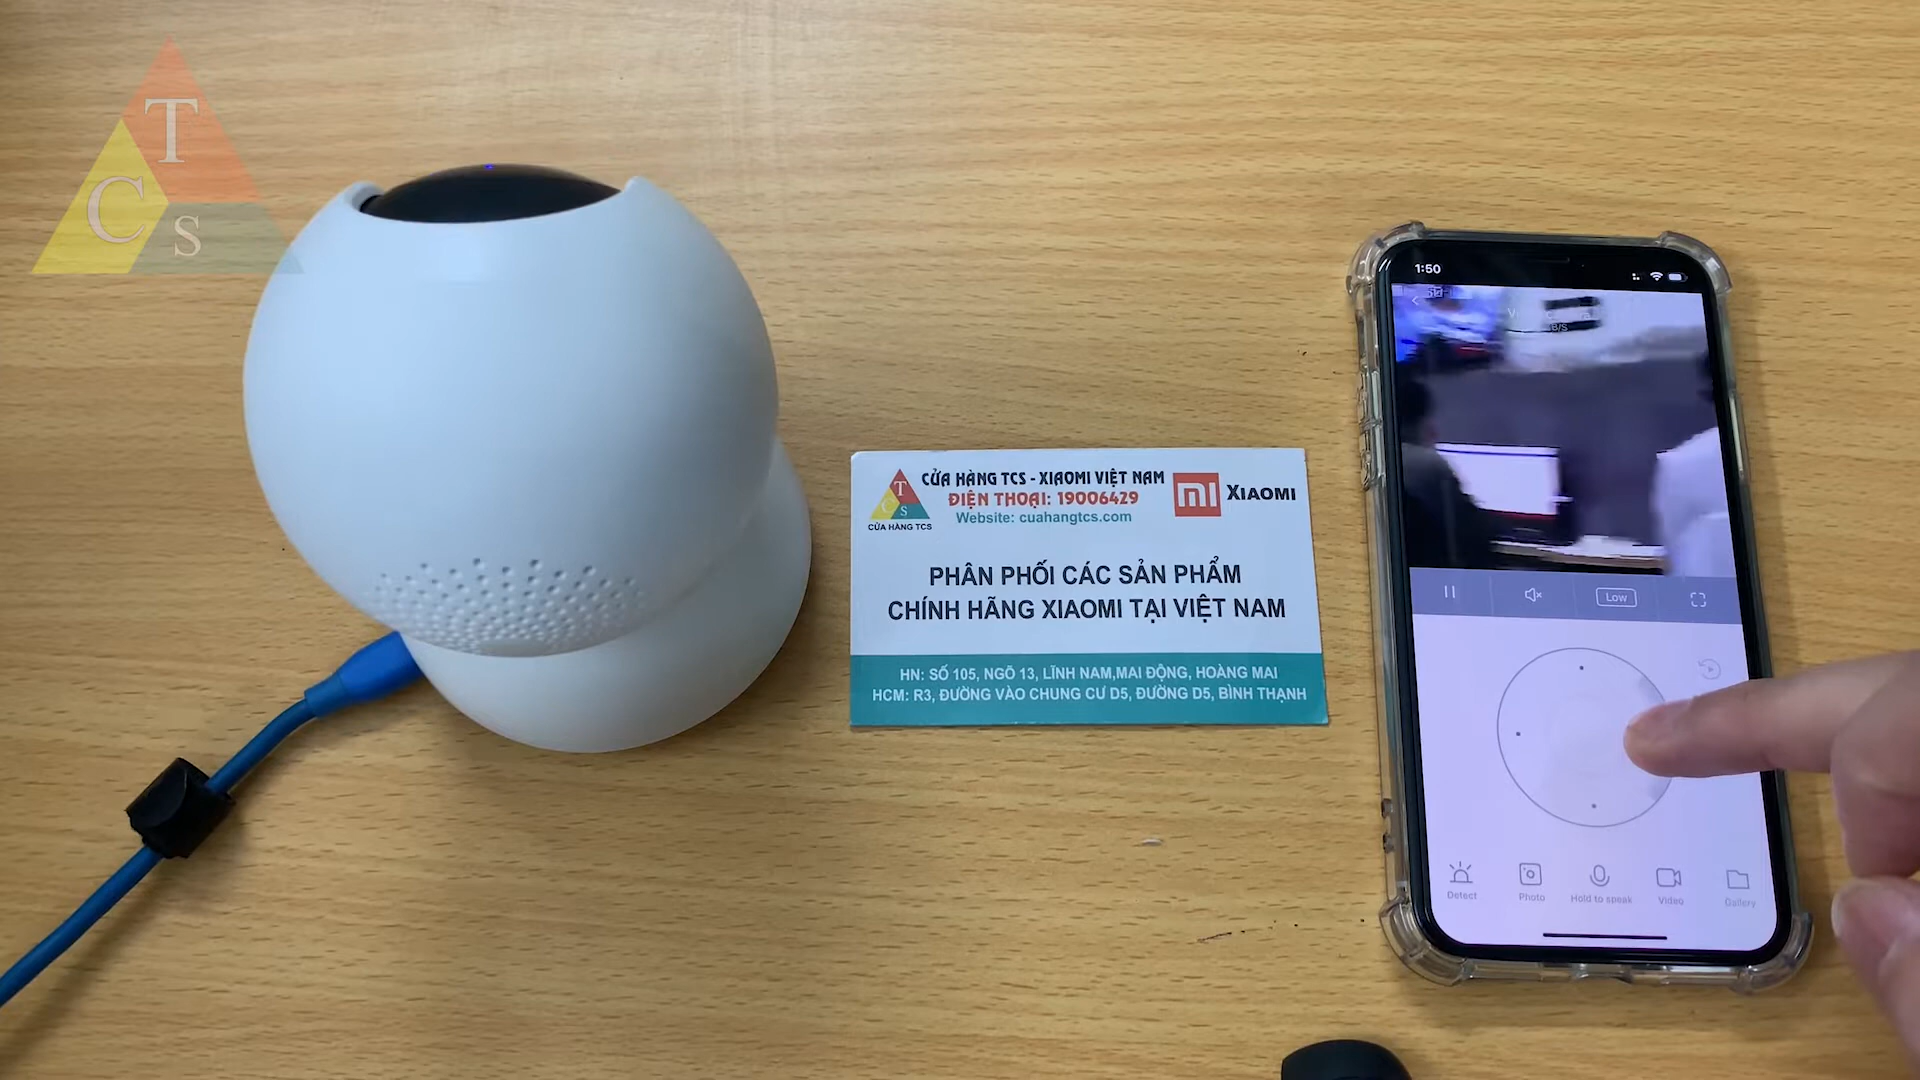 T
C S
CỬA HÀNG TCS - XIAOMI VIỆT NAM
ĐIỆN THOẠI: 19006429
Website: cuahangtcs.com
T
C S
CỬA HÀNG TCS
mi XIAOMI
PHÂN PHỐI CÁC SẢN PHẨM
CHÍNH HÃNG XIAOMI TẠI VIỆT NAM
HN: SỐ 105, NGÕ 13, LĨNH NAM,MAI ĐỘNG, HOÀNG MAI
HCM: R3, ĐƯỜNG VÀO CHUNG CƯ D5, ĐƯỜNG D5, BÌNH THẠNH
1:50
Low
Detect
Photo
Hold to speak
Video
Gallery